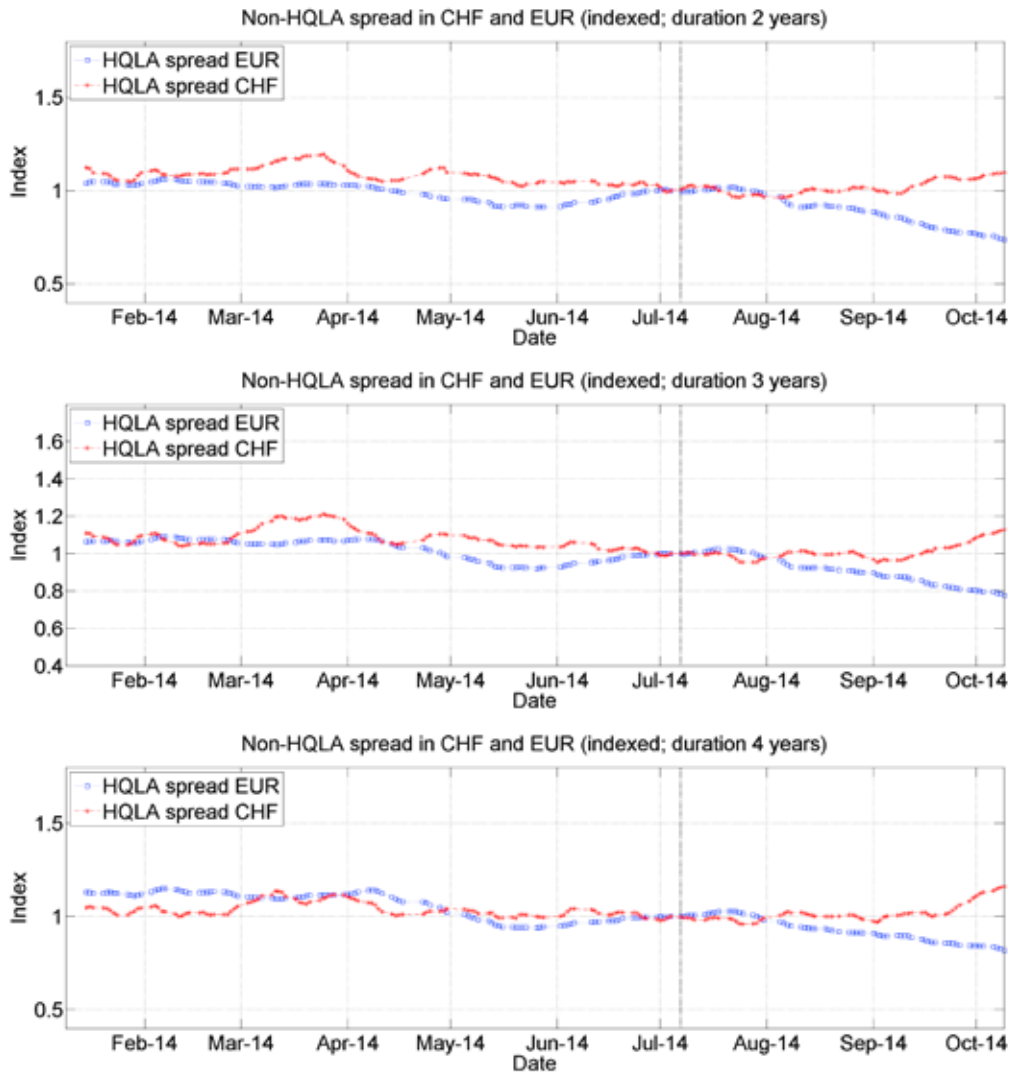 Non-HQLA spread in CHF and EUR (indexed; duration 2 years)
HQLA spread EUR
HQLA spread CHF
1.5
1
0.5
Index
Feb-14 Mar-14 Apr-14 May-14 Jun-14 Jul-14 Aug-14 Sep-14 Oct-14
Date
Non-HQLA spread in CHF and EUR (indexed; duration 3 years)
HQLA spread EUR
HQLA spread CHF
1.6
1.4
1.2
1
0.8
0.6
0.4
Index
Feb-14 Mar-14 Apr-14 May-14 Jun-14 Jul-14 Aug-14 Sep-14 Oct-14
Date
Non-HQLA spread in CHF and EUR (indexed; duration 4 years)
HQLA spread EUR
HQLA spread CHF
1.5
1
0.5
Index
Feb-14 Mar-14 Apr-14 May-14 Jun-14 Jul-14 Aug-14 Sep-14 Oct-14
Date